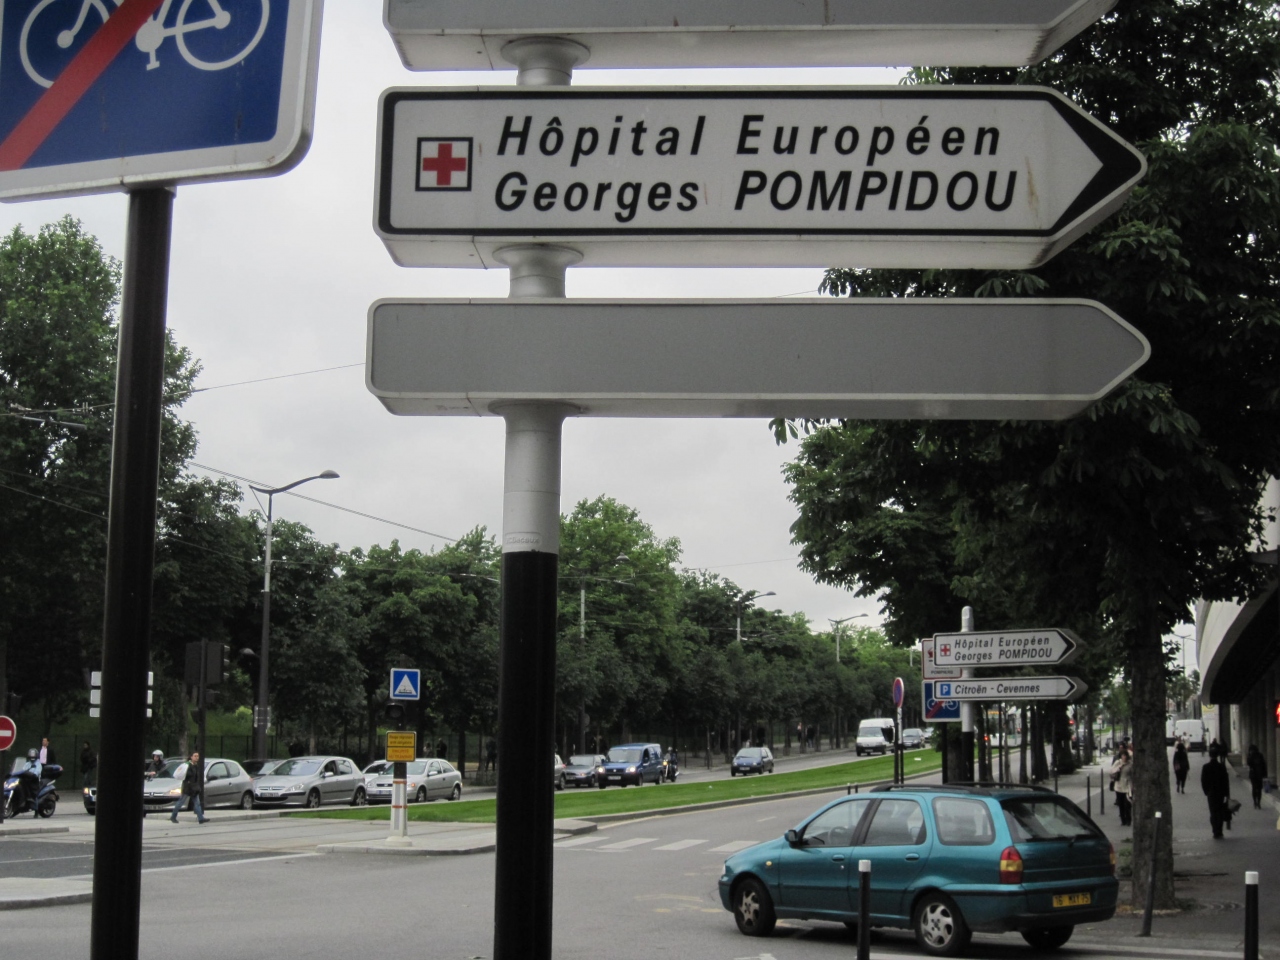 Hôpital Européen
Georges POMPIDOU
Hôpital Européen
Georges POMPIDOU
P Citroën - Cevennes